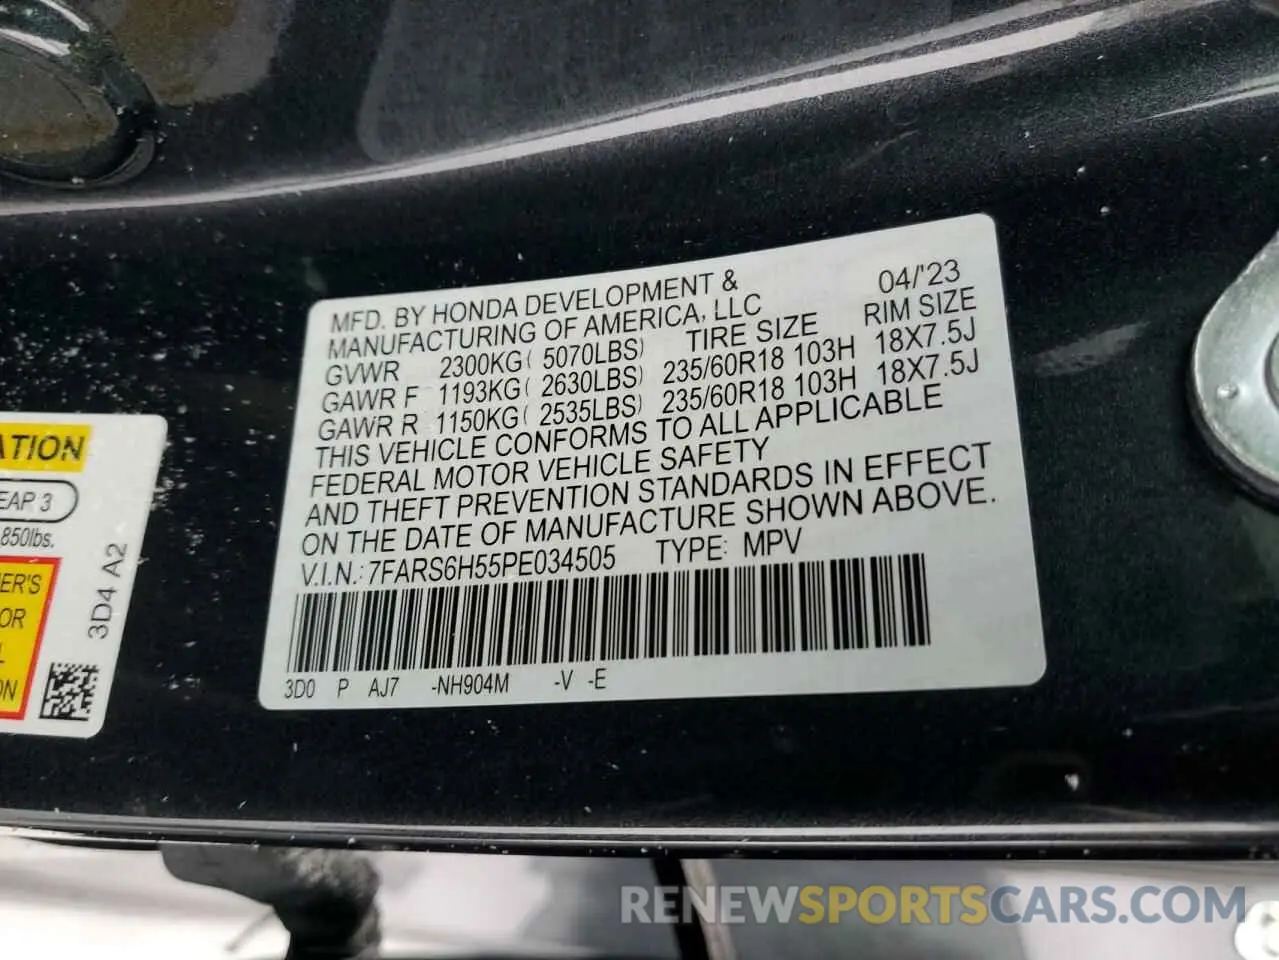 MFD. BY HONDA DEVELOPMENT & 04/'23
MANUFACTURING OF AMERICA, LLC RIM SIZE
GVWR 2300KG( 5070LBS) TIRE SIZE
GAWR F 1193KG( 2630LBS) 235/60R18 103H 18X7.5J
GAWR R 1150KG( 2535LBS) 235/60R18 103H 18X7.5J
THIS VEHICLE CONFORMS TO ALL APPLICABLE
FEDERAL MOTOR VEHICLE SAFETY
AND THEFT PREVENTION STANDARDS IN EFFECT
ON THE DATE OF MANUFACTURE SHOWN ABOVE.
V.I.N.: 7FARS6H55PE034505 TYPE: MPV
3D0 P AJ7 -NH904M -V -E
ATION
EAP. 3
850lbs.
ER'S
OR
L
ON
3D4 A2
RENEWSPORTSCARS.COM